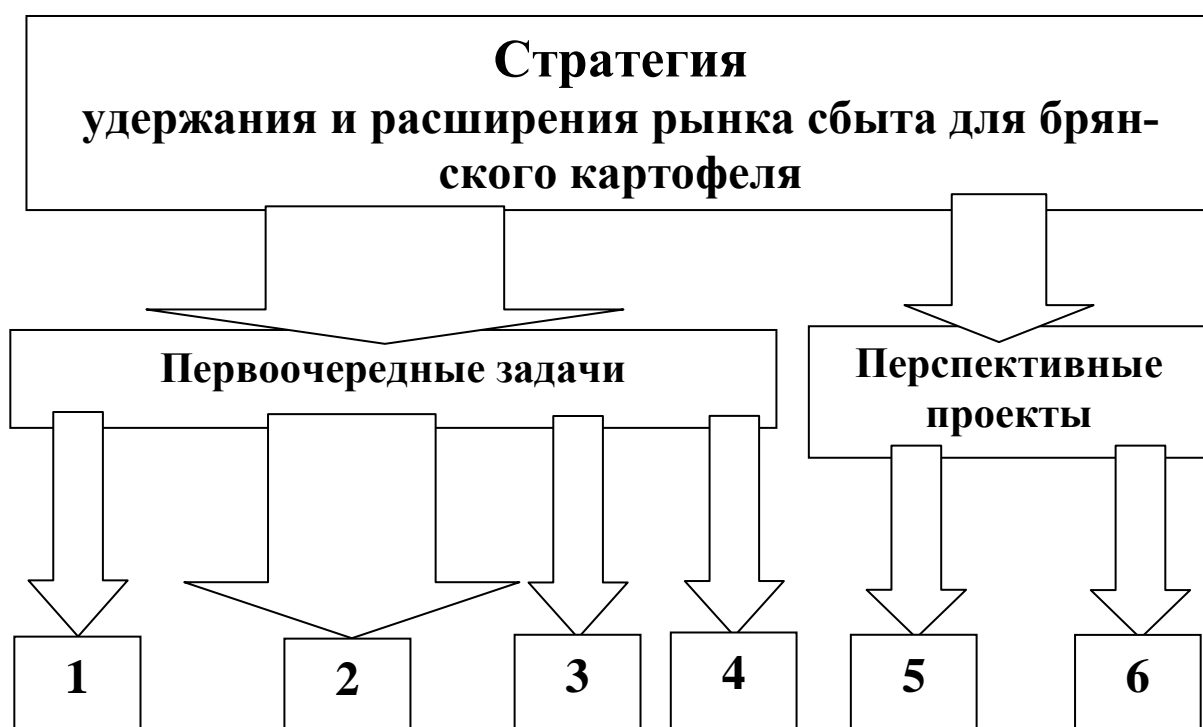 Стратегия
удержания и расширения рынка сбыта для брян-
ского картофеля
Первоочередные задачи
Перспективные
проекты
1
2
3
4
5
6